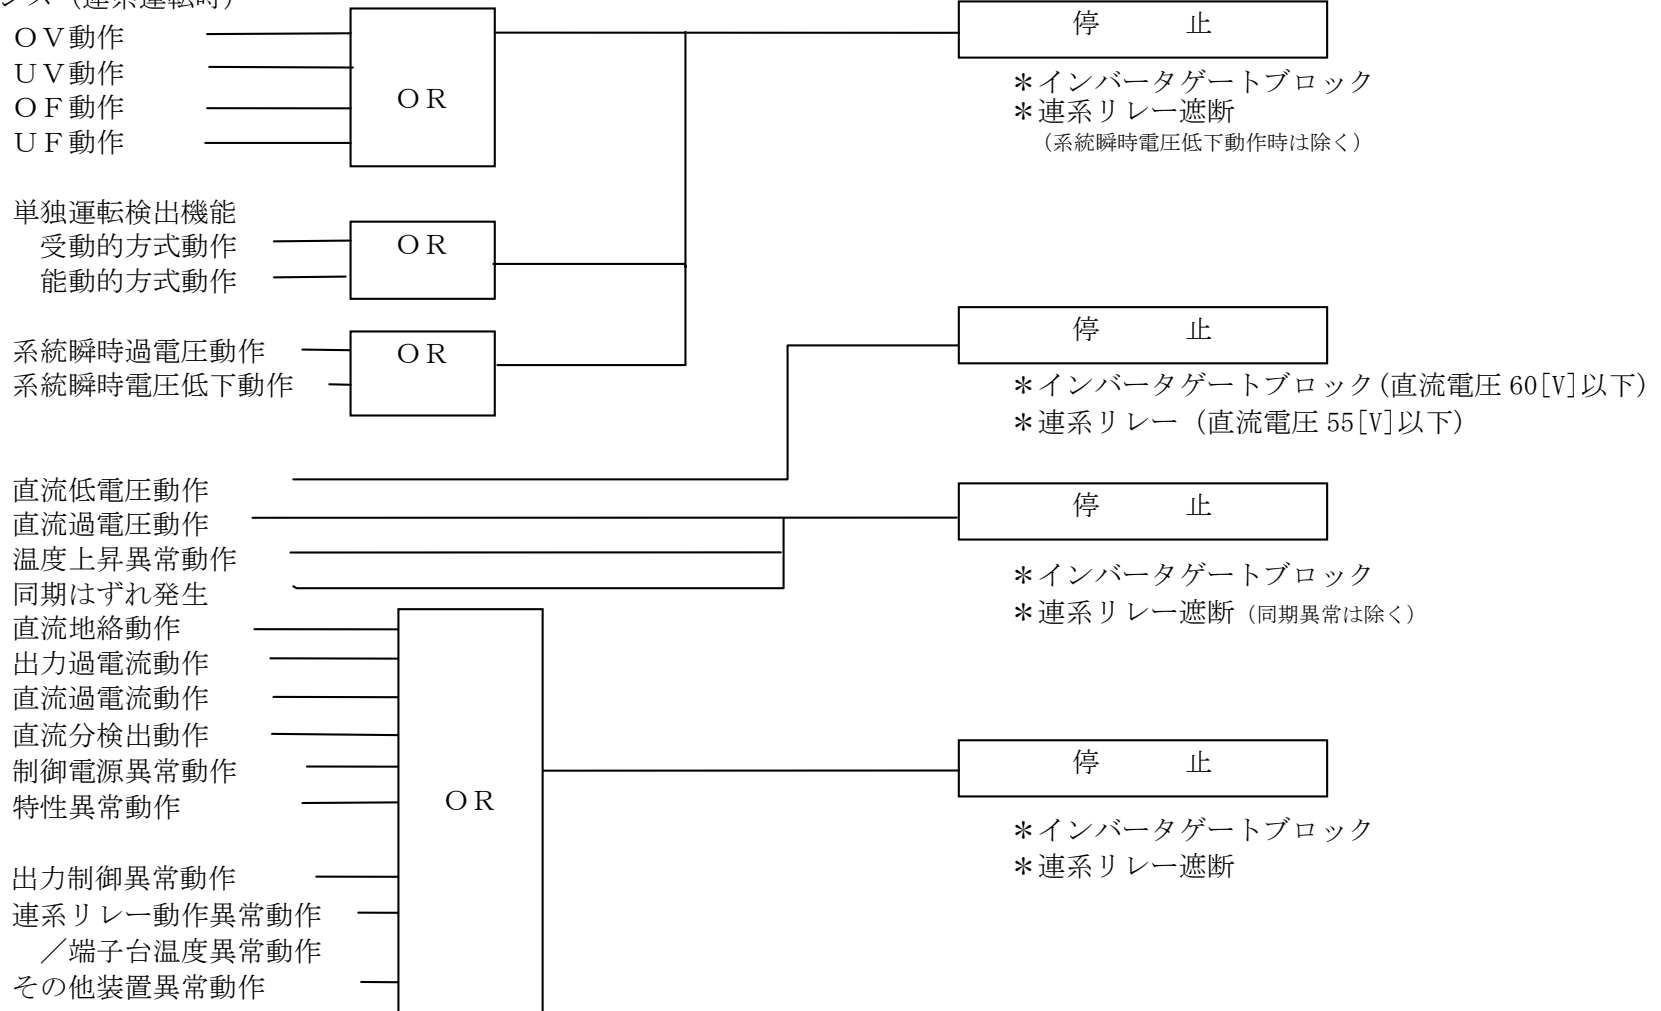 ンス（連系運転時）
ＯＶ動作
ＵＶ動作
ＯＦ動作
ＵＦ動作
ＯＲ
停　　　止
＊インバータゲートブロック
＊連系リレー遮断
（系統瞬時電圧低下動作時は除く）
単独運転検出機能
受動的方式動作
能動的方式動作
ＯＲ
系統瞬時過電圧動作
系統瞬時電圧低下動作
ＯＲ
停　　　止
＊インバータゲートブロック(直流電圧 60[V]以下)
＊連系リレー（直流電圧 55[V]以下）
直流低電圧動作
直流過電圧動作
温度上昇異常動作
同期はずれ発生
停　　　止
＊インバータゲートブロック
＊連系リレー遮断（同期異常は除く）
直流地絡動作
出力過電流動作
直流過電流動作
直流分検出動作
制御電源異常動作
特性異常動作
出力制御異常動作
連系リレー動作異常動作
／端子台温度異常動作
その他装置異常動作
ＯＲ
停　　　止
＊インバータゲートブロック
＊連系リレー遮断